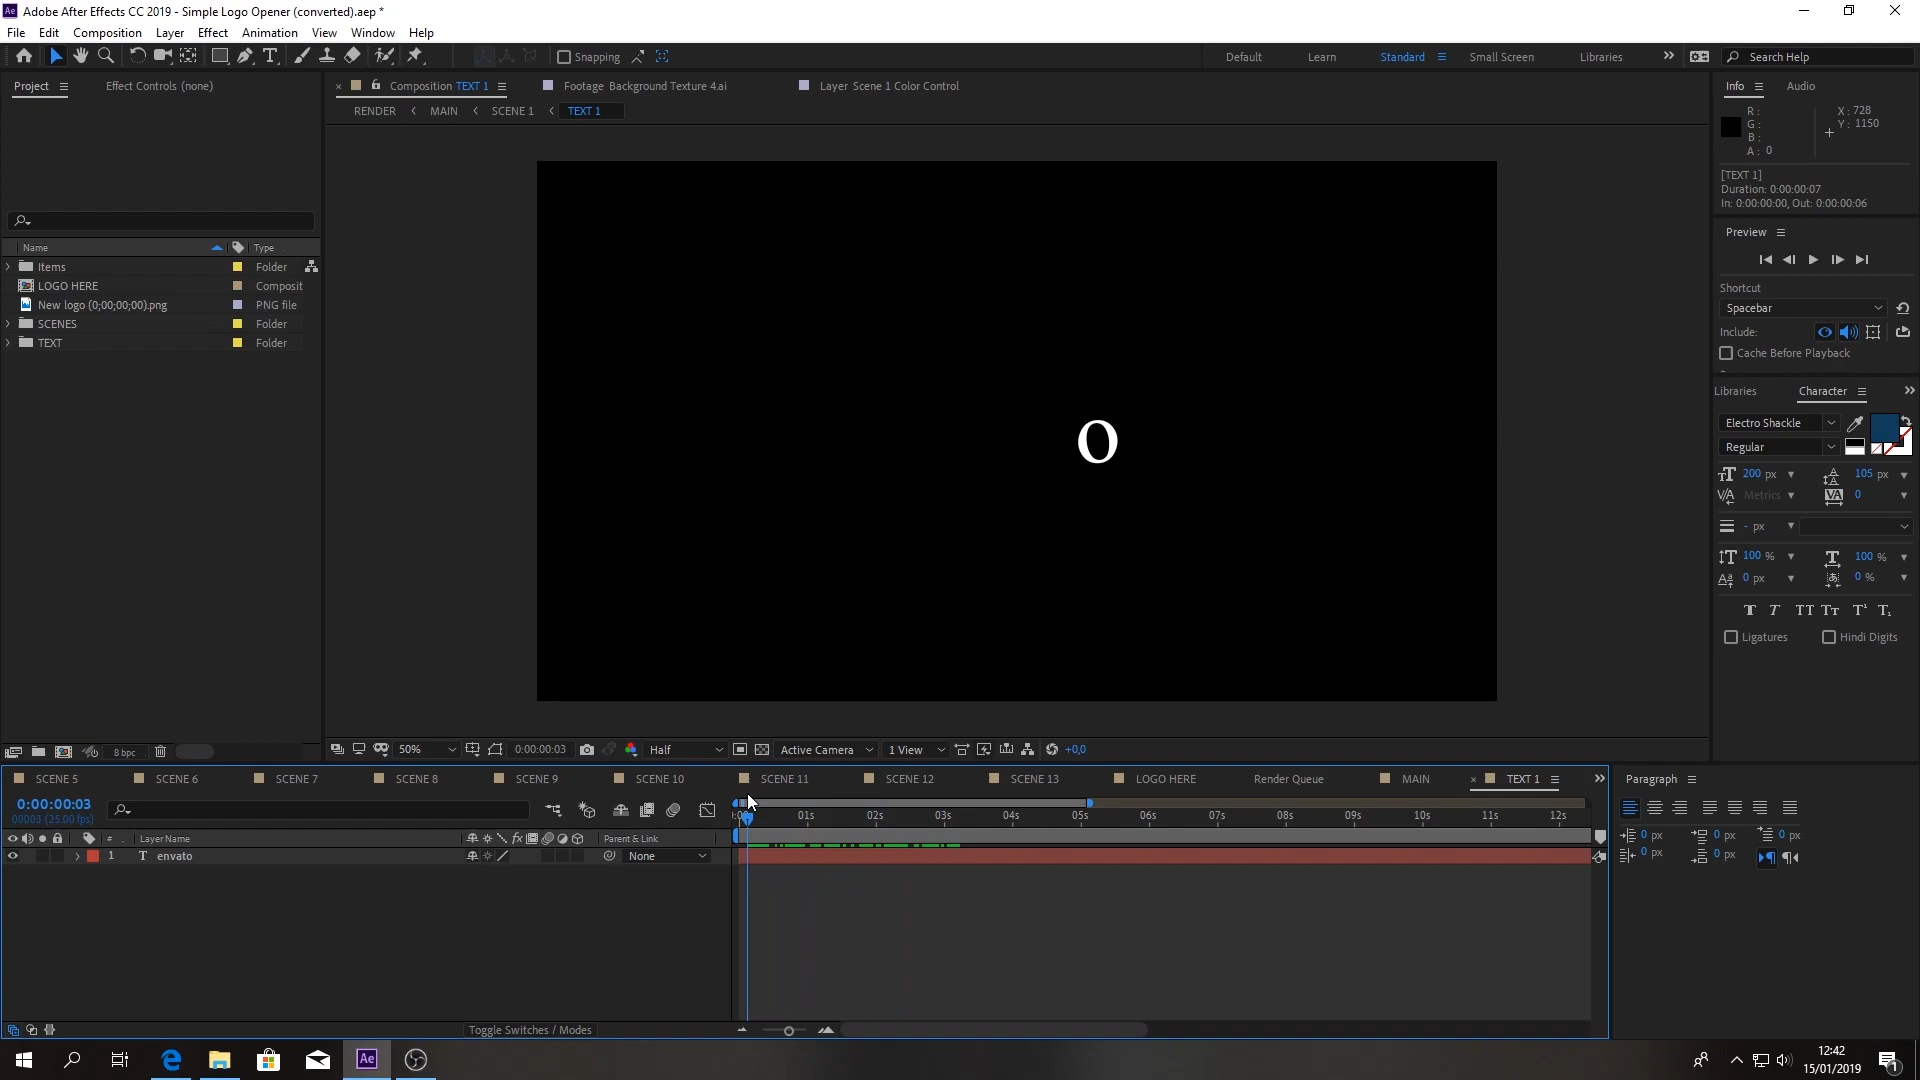 Adobe After Effects CC 2019 - Simple Logo Opener (converted).aep *
File Edit Composition Layer Effect Animation View Window Help
Snapping
Default Learn Standard Small Screen Libraries
Search Help
Project
Effect Controls (none)
Composition TEXT 1
Footage Background Texture 4.ai
Layer Scene 1 Color Control
RENDER < MAIN < SCENE 1 < TEXT 1
Name Type
Items Folder
LOGO HERE Composit
New logo (0;00;00;00).png PNG file
SCENES Folder
TEXT Folder
8 bpc
o
50%
0:00:00:03
Half
Active Camera
1 View
+0,0
Info Audio
R :
G :
B :
A : 0
X : 728
Y : 1150
[TEXT 1]
Duration: 0:00:00:07
In: 0:00:00:00, Out: 0:00:00:06
Preview
Shortcut
Spacebar
Include:
Cache Before Playback
Libraries Character
Electro Shackle
Regular
200 px
105 px
Metrics
0
- px
100 %
100 %
0 px
0 %
Ligatures
Hindi Digits
SCENE 5 SCENE 6 SCENE 7 SCENE 8 SCENE 9 SCENE 10 SCENE 11 SCENE 12 SCENE 13 LOGO HERE Render Queue MAIN TEXT 1
0:00:00:03
00003 (25.00 fps)
01s 02s 03s 04s 05s 06s 07s 08s 09s 10s 11s 12s
# Layer Name Parent & Link
1 T envato None
Toggle Switches / Modes
Paragraph
0 px 0 px 0 px
0 px 0 px
Ae
12:42
15/01/2019
1